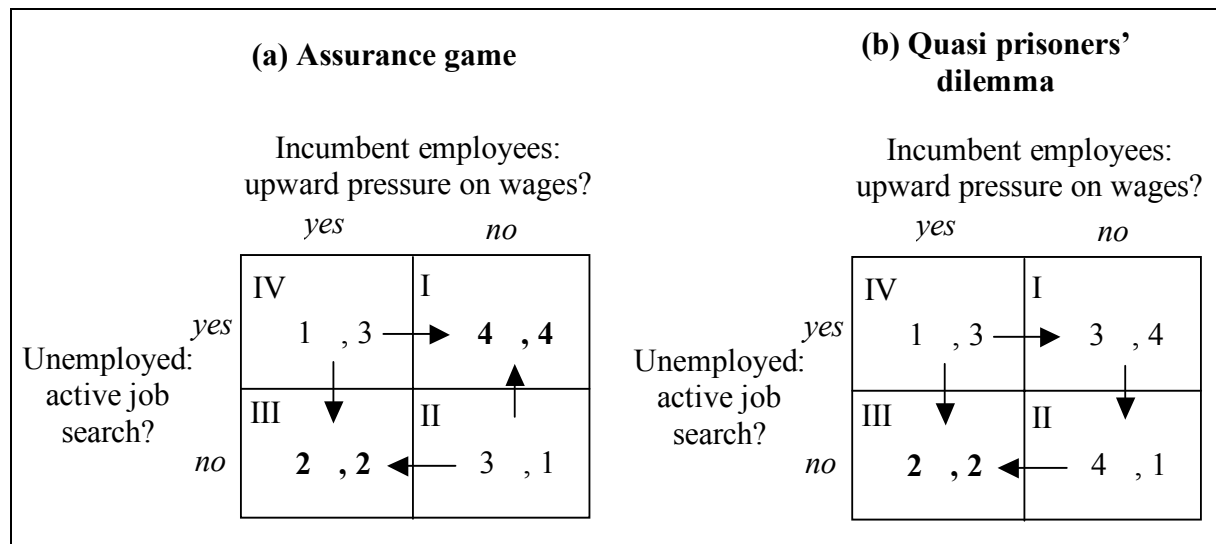 (a) Assurance game
Incumbent employees:
upward pressure on wages?
yes no
IV I
yes 1 , 3 4 , 4
Unemployed:
active job
search?
III II
no 2 , 2 3 , 1
(b) Quasi prisoners’
dilemma
Incumbent employees:
upward pressure on wages?
yes no
IV I
yes 1 , 3 3 , 4
Unemployed:
active job
search?
III II
no 2 , 2 4 , 1